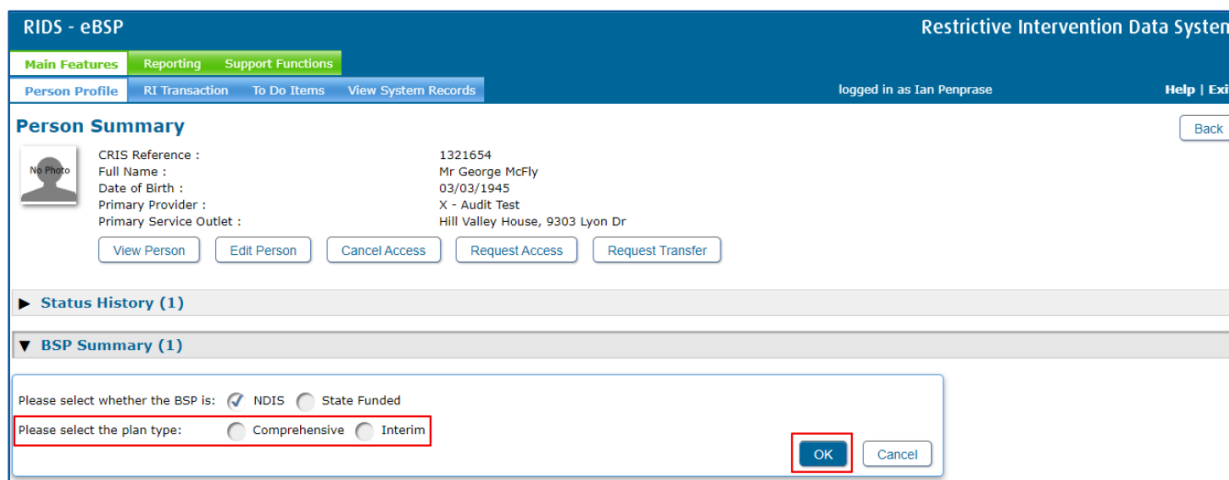 RIDS - eBSP Restrictive Intervention Data System
Main Features Reporting Support Functions
Person Profile RI Transaction To Do Items View System Records logged in as Ian Penprase Help | Exi
Person Summary Back
No Photo
CRIS Reference : 1321654
Full Name : Mr George McFly
Date of Birth : 03/03/1945
Primary Provider : X - Audit Test
Primary Service Outlet : Hill Valley House, 9303 Lyon Dr
View Person Edit Person Cancel Access Request Access Request Transfer
▶ Status History (1)
▼ BSP Summary (1)
Please select whether the BSP is: NDIS State Funded
Please select the plan type: Comprehensive Interim
OK Cancel